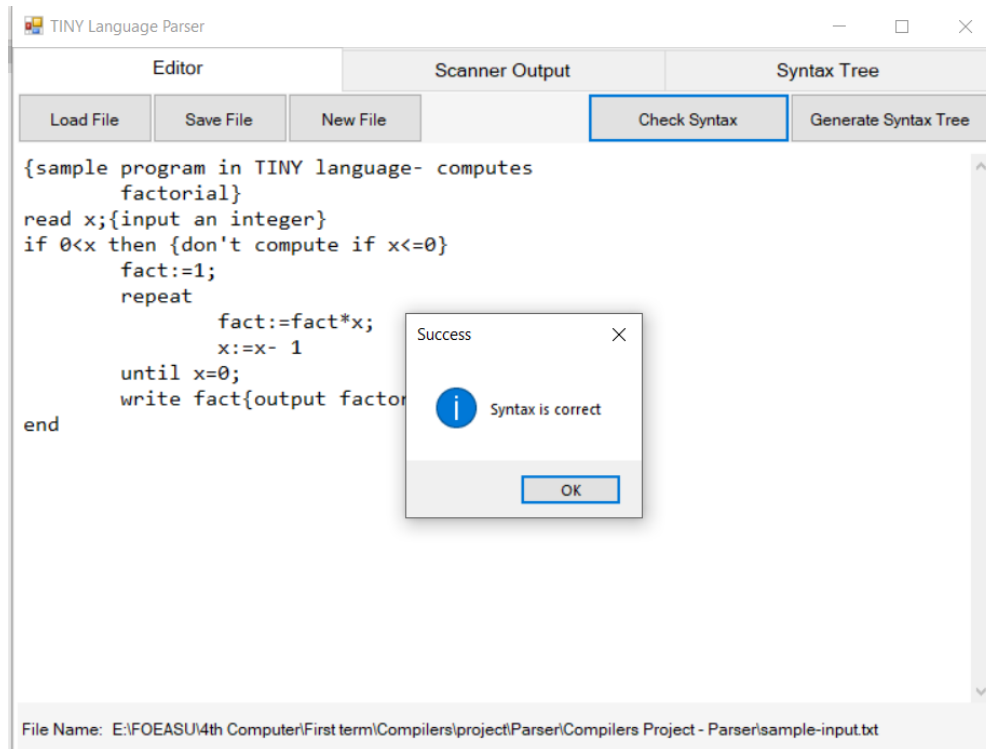 TINY Language Parser
Editor Scanner Output Syntax Tree
Load File Save File New File Check Syntax Generate Syntax Tree
{sample program in TINY language- computes
factorial}
read x;{input an integer}
if 0<x then {don't compute if x<=0}
fact:=1;
repeat
fact:=fact*x;
x:=x- 1
until x=0;
write fact{output factor
end
Success
Syntax is correct
OK
File Name: E:\FOEASU\4th Computer\First term\Compilers\project\Parser\Compilers Project - Parser\sample-input.txt